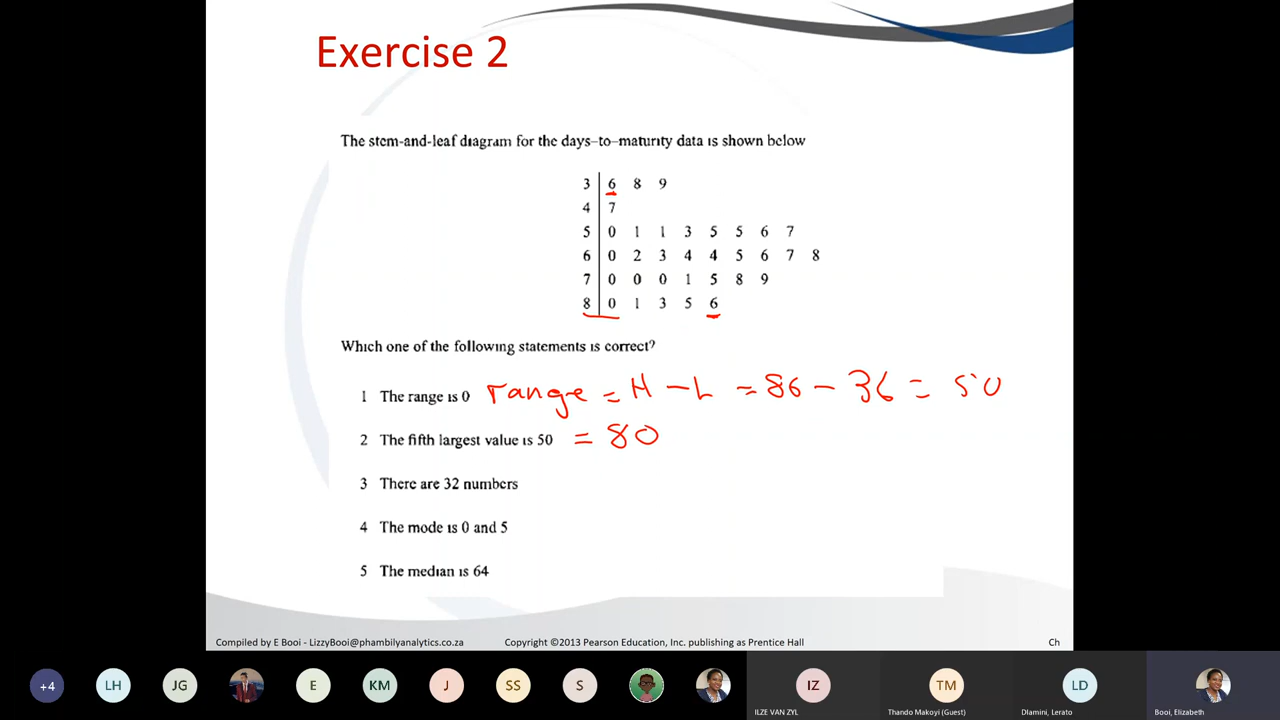 Exercise 2
The stem-and-leaf diagram for the days-to-maturity data is shown below
3 | 6 8 9
4 | 7
5 | 0 1 1 3 5 5 6 7
6 | 0 2 3 4 4 5 6 7 8
7 | 0 0 0 1 5 8 9
8 | 0 1 3 5 6
Which one of the following statements is correct?
1 The range is 0 range = H - L = 86 - 36 = 50
2 The fifth largest value is 50 = 80
3 There are 32 numbers
4 The mode is 0 and 5
5 The median is 64
Compiled by E Booi - LizzyBooi@phambilyanalytics.co.za Copyright ©2013 Pearson Education, Inc. publishing as Prentice Hall Ch
+4 LH JG E KM J SS S IZ TM LD
ILZE VAN ZYL Thando Makoyi (Guest) Dlamini, Lerato Booi, Elizabeth